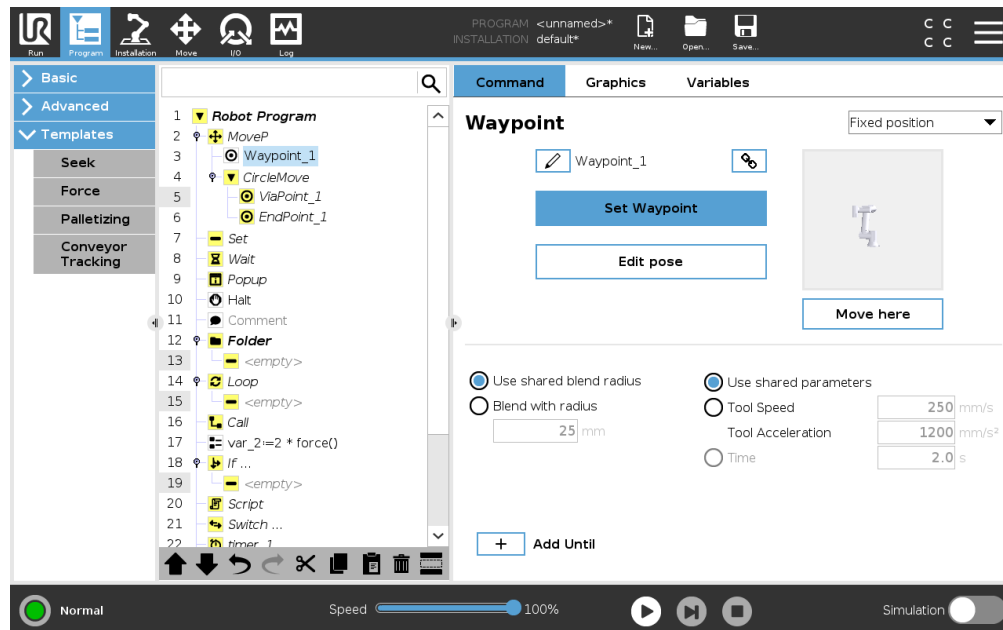 PROGRAM <unnamed>*
INSTALLATION default*
C C
C C
UR
Run
Program
Installation
Move
I/O
Log
New...
Open...
Save...
Basic
Advanced
Templates
Seek
Force
Palletizing
Conveyor
Tracking
1 Robot Program
2 MoveP
3 Waypoint_1
4 CircleMove
5 ViaPoint_1
6 EndPoint_1
7 Set
8 Wait
9 Popup
10 Halt
11 Comment
12 Folder
13 <empty>
14 Loop
15 <empty>
16 Call
17 var_2:=2 * force()
18 If ...
19 <empty>
20 Script
21 Switch ...
22 timer_1
Command Graphics Variables
Waypoint
Fixed position
Waypoint_1
Set Waypoint
Edit pose
Move here
Use shared blend radius
Blend with radius
25 mm
Use shared parameters
Tool Speed 250 mm/s
Tool Acceleration 1200 mm/s²
Time 2.0 s
+ Add Until
Normal
Speed 100%
Simulation